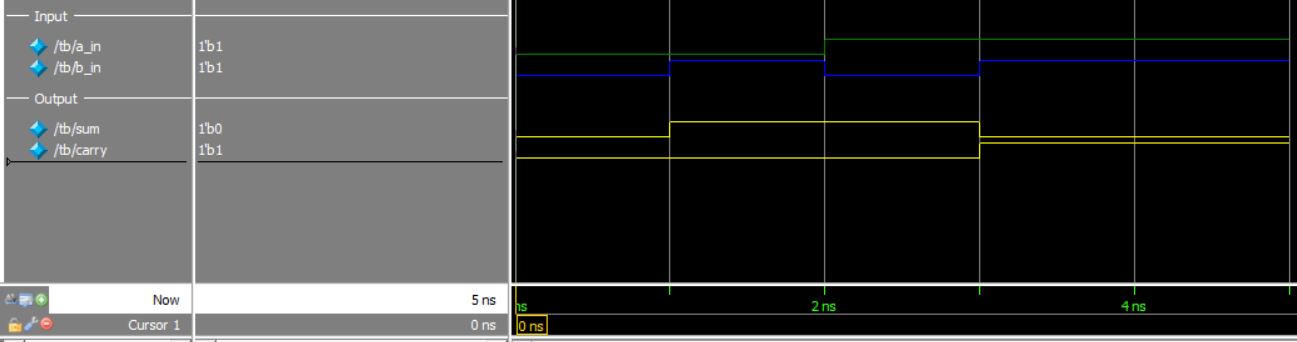 Input
/tb/a_in 1'b1
/tb/b_in 1'b1
Output
/tb/sum 1'b0
/tb/carry 1'b1
Now 5 ns ns 2 ns 4 ns
Cursor 1 0 ns 0 ns